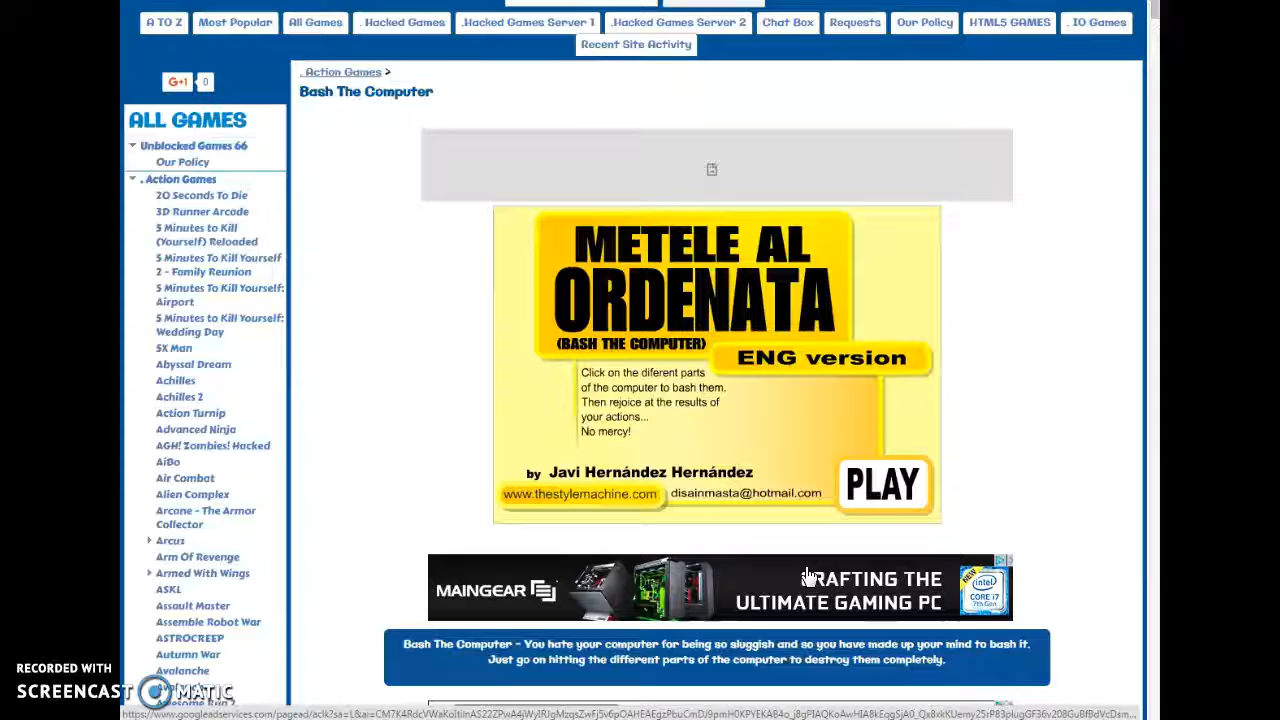 A TO Z
Most Popular
All Games
. Hacked Games
.Hacked Games Server 1
.Hacked Games Server 2
Chat Box
Requests
Our Policy
HTML5 GAMES
. IO Games
Recent Site Activity
G+1 0
. Action Games >
Bash The Computer
ALL GAMES
Unblocked Games 66
Our Policy
. Action Games
20 Seconds To Die
3D Runner Arcade
5 Minutes to Kill
(Yourself) Reloaded
5 Minutes To Kill Yourself
2 - Family Reunion
5 Minutes To Kill Yourself:
Airport
5 Minutes to Kill Yourself:
Wedding Day
5X Man
Abyssal Dream
Achilles
Achilles 2
Action Turnip
Advanced Ninja
AGH! Zombies! Hacked
AiBo
Air Combat
Alien Complex
Arcane - The Armor
Collector
Arcuz
Arm Of Revenge
Armed With Wings
ASKL
Assault Master
Assemble Robot War
ASTROCREEP
Autumn War
Avalanche
METELE AL
ORDENATA
(BASH THE COMPUTER)
ENG version
Click on the diferent parts
of the computer to bash them.
Then rejoice at the results of
your actions...
No mercy!
by Javi Hernández Hernández
www.thestylemachine.com
disainmasta@hotmail.com
PLAY
MAINGEAR
RAFTING THE
ULTIMATE GAMING PC
NEW
intel
CORE i7
7th Gen
Bash The Computer - You hate your computer for being so sluggish and so you have made up your mind to bash it.
Just go on hitting the different parts of the computer to destroy them completely.
RECORDED WITH
SCREENCAST MATIC